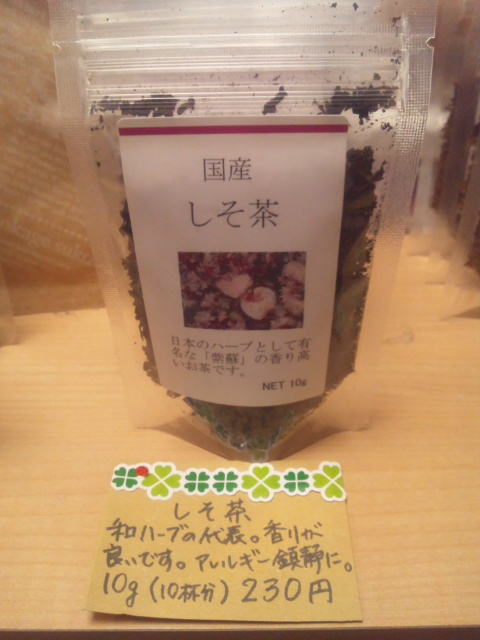 国産
しそ茶
日本のハーブとして有
名な「紫蘇」の香り高
いお茶です。
NET 10g
しそ茶
和ハーブの代表。香りが
良いです。アレルギー鎮静に。
10g(10杯分) 230円